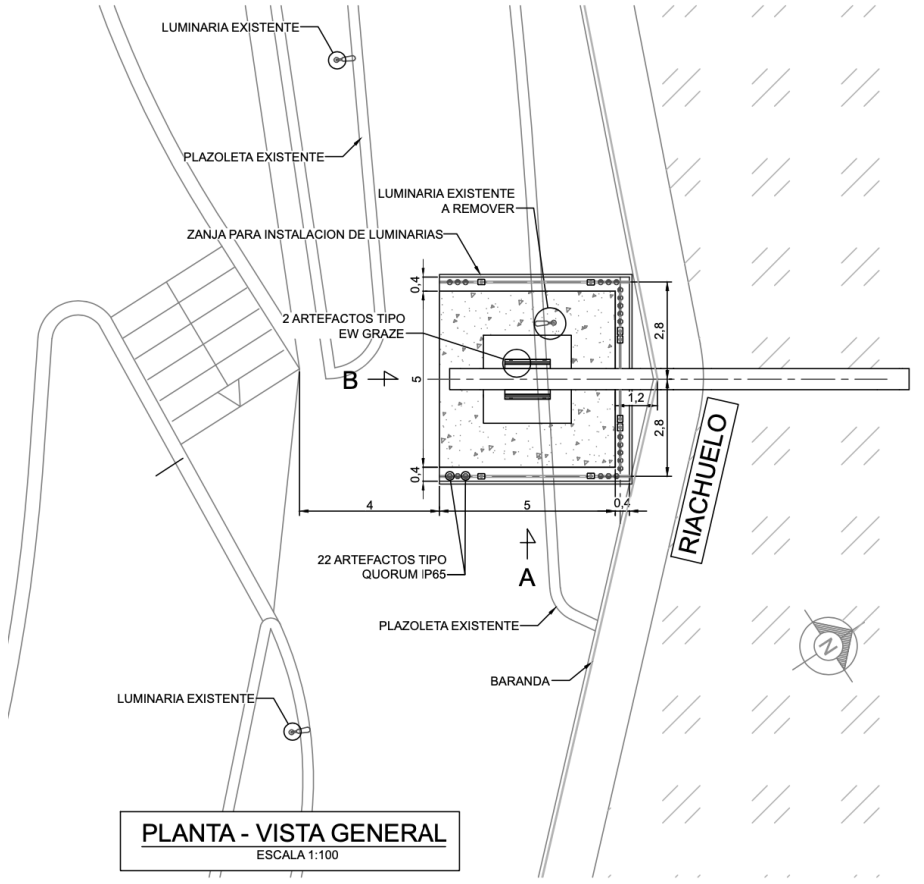 LUMINARIA EXISTENTE
PLAZOLETA EXISTENTE
LUMINARIA EXISTENTE
A REMOVER
ZANJA PARA INSTALACION DE LUMINARIAS
0,4
2 ARTEFACTOS TIPO
EW GRAZE
2,8
B
5
1,2
2,8
0,4
4
5
0,4
RIACHUELO
A
22 ARTEFACTOS TIPO
QUORUM IP65
PLAZOLETA EXISTENTE
N
BARANDA
LUMINARIA EXISTENTE
PLANTA - VISTA GENERAL
ESCALA 1:100